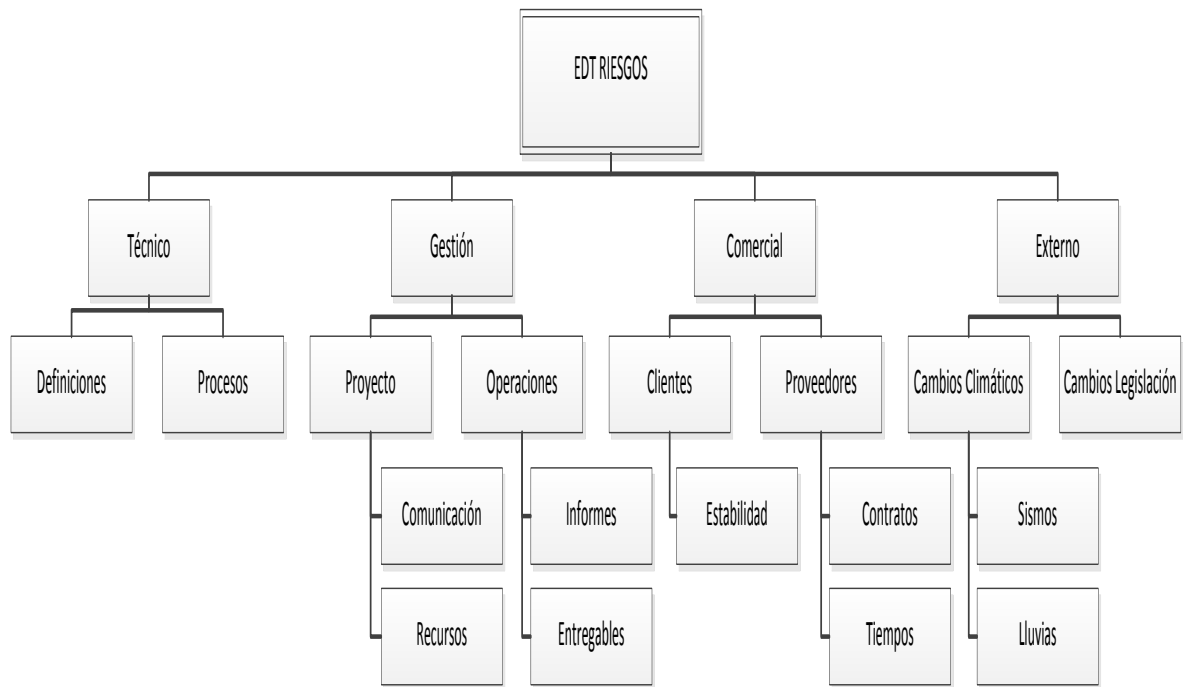 EDT RIESGOS
Técnico
Gestión
Comercial
Externo
Definiciones
Procesos
Proyecto
Operaciones
Clientes
Proveedores
Cambios Climáticos
Cambios Legislación
Comunicación
Informes
Estabilidad
Contratos
Sismos
Recursos
Entregables
Tiempos
Lluvias